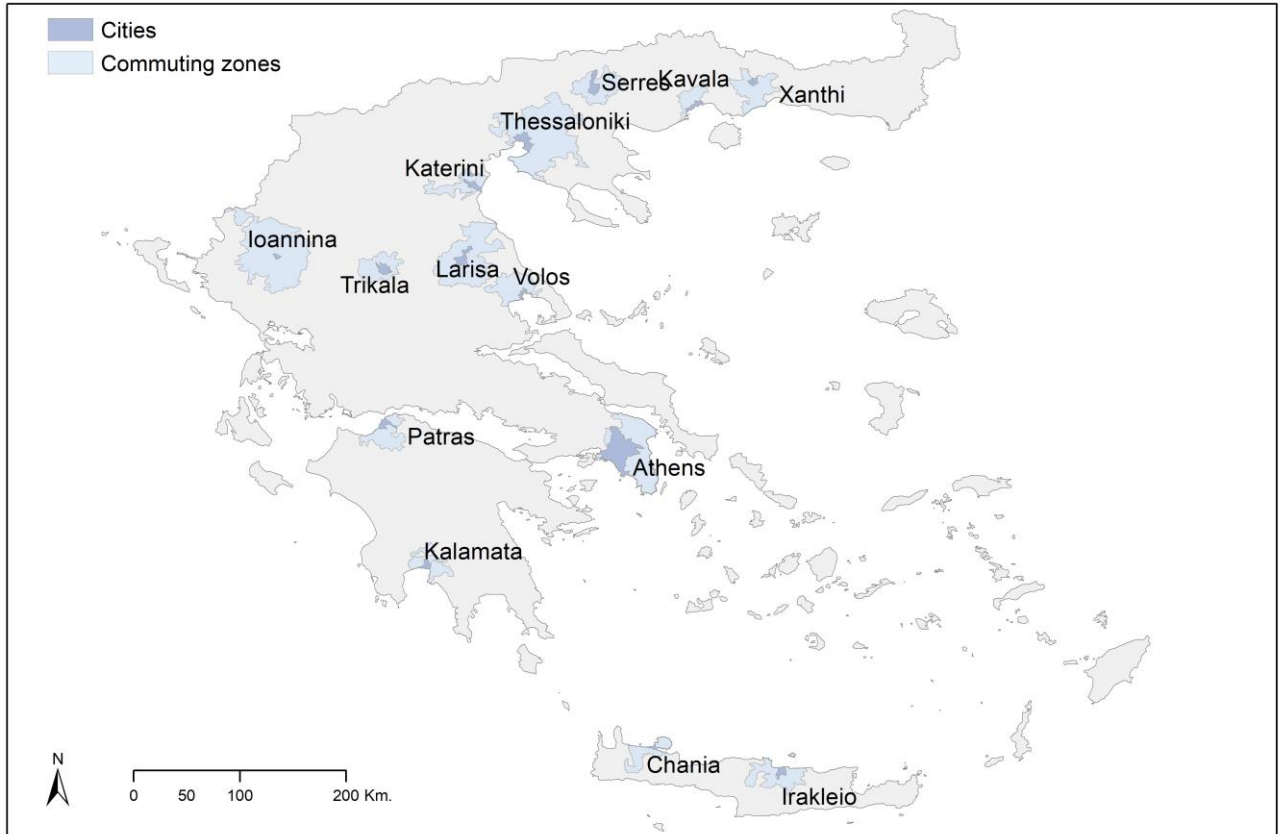 Cities
Commuting zones
Serres
Kavala
Xanthi
Thessaloniki
Katerini
Ioannina
Trikala
Larisa
Volos
Patras
Athens
Kalamata
Chania
Irakleio
N
0 50 100 200 Km.